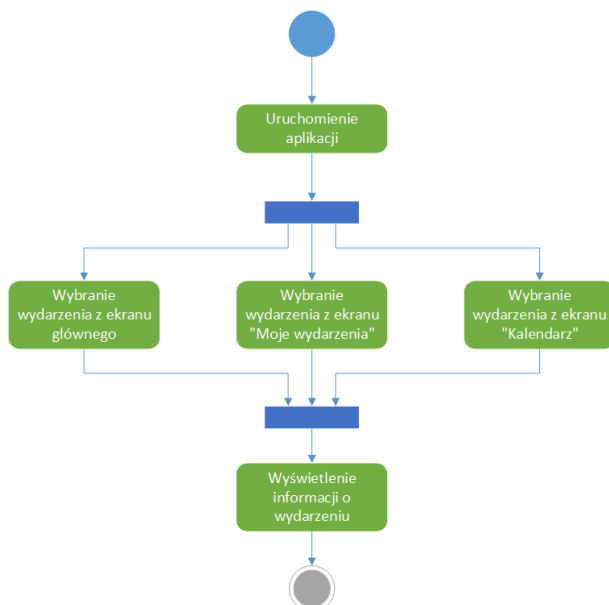 Uruchomienie
aplikacji
Wybranie
wydarzenia z ekranu
głównego
Wybranie
wydarzenia z ekranu
"Moje wydarzenia"
Wybranie
wydarzenia z ekranu
"Kalendarz"
Wyświetlenie
informacji o
wydarzeniu